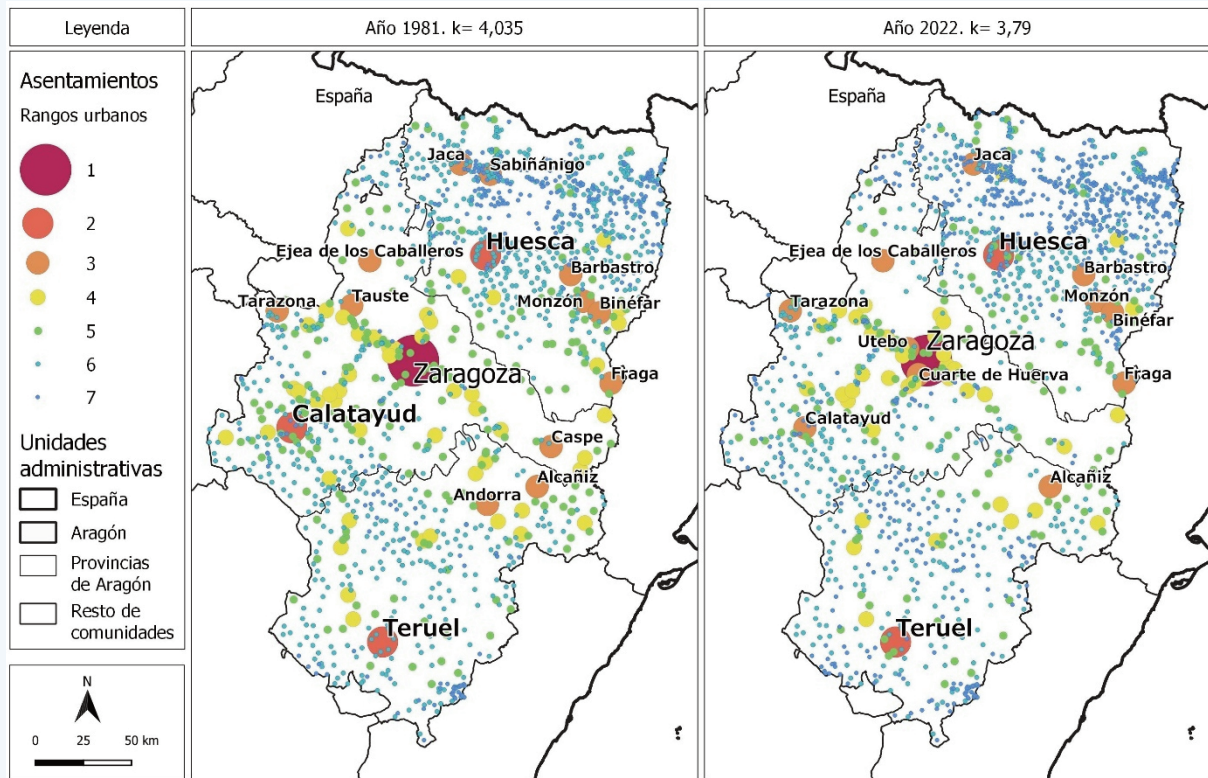 Leyenda
Año 1981. k= 4,035
Año 2022. k= 3,79
Asentamientos
Rangos urbanos
1
2
3
4
5
6
7
Unidades
administrativas
España
Aragón
Provincias
de Aragón
Resto de
comunidades
N
0 25 50 km
España
Jaca
Sabiñánigo
Huesca
Ejea de los Caballeros
Barbastro
Tarazona
Tauste
Monzón
Binéfar
Zaragoza
Fraga
Calatayud
Caspe
Alcañiz
Andorra
Teruel
España
Jaca
Huesca
Ejea de los Caballeros
Barbastro
Tarazona
Monzón
Binéfar
Utebo
Zaragoza
Cuarte de Huerva
Fraga
Calatayud
Alcañiz
Teruel